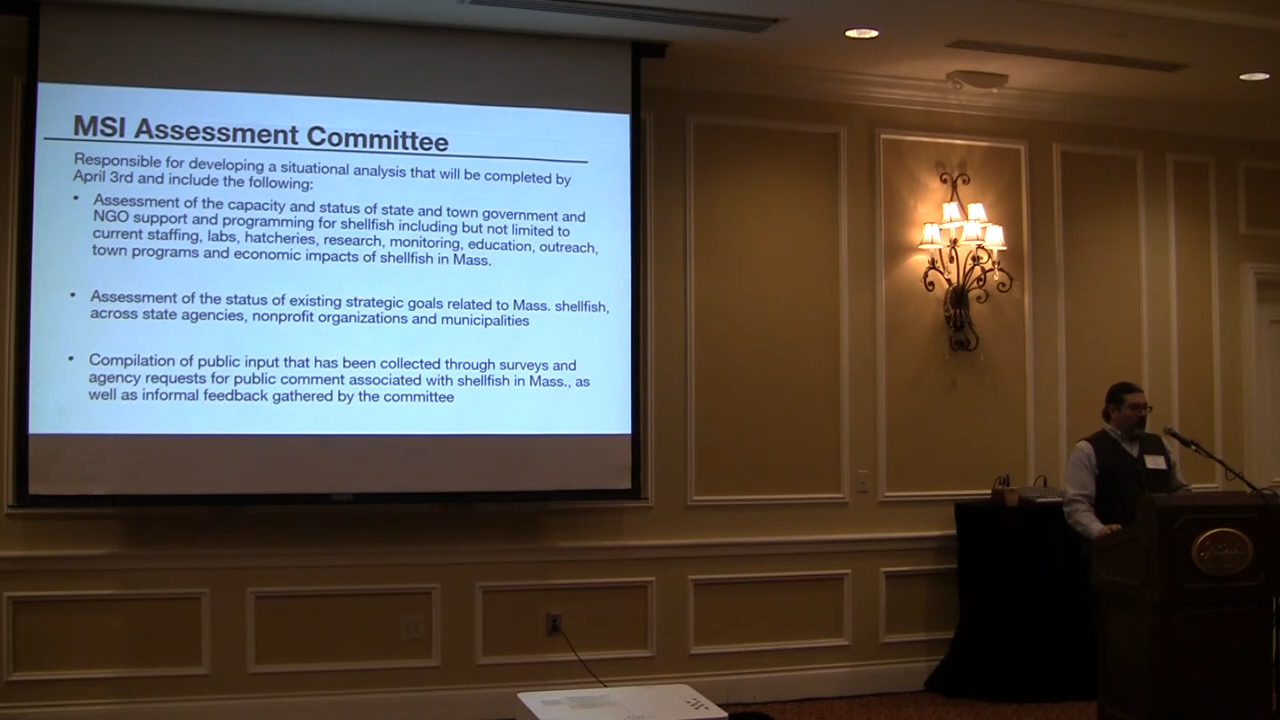 MSI Assessment Committee
Responsible for developing a situational analysis that will be completed by
April 3rd and include the following:
• Assessment of the capacity and status of state and town government and
NGO support and programming for shellfish including but not limited to
current staffing, labs, hatcheries, research, monitoring, education, outreach,
town programs and economic impacts of shellfish in Mass.
• Assessment of the status of existing strategic goals related to Mass. shellfish,
across state agencies, nonprofit organizations and municipalities
• Compilation of public input that has been collected through surveys and
agency requests for public comment associated with shellfish in Mass., as
well as informal feedback gathered by the committee